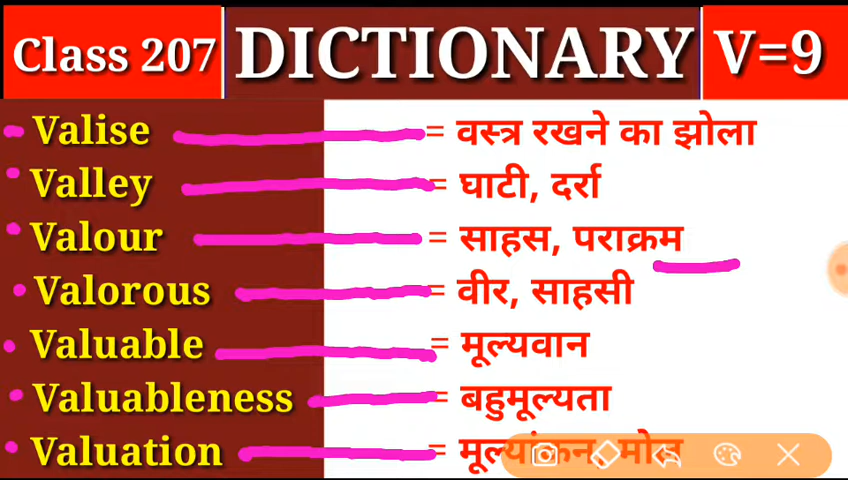 Class 207 DICTIONARY V=9
Valise = वस्त्र रखने का झोला
Valley = घाटी, दर्रा
Valour = साहस, पराक्रम
Valorous = वीर, साहसी
Valuable = मूल्यवान
Valuableness = बहुमूल्यता
Valuation = मूल्यांकन, मोल